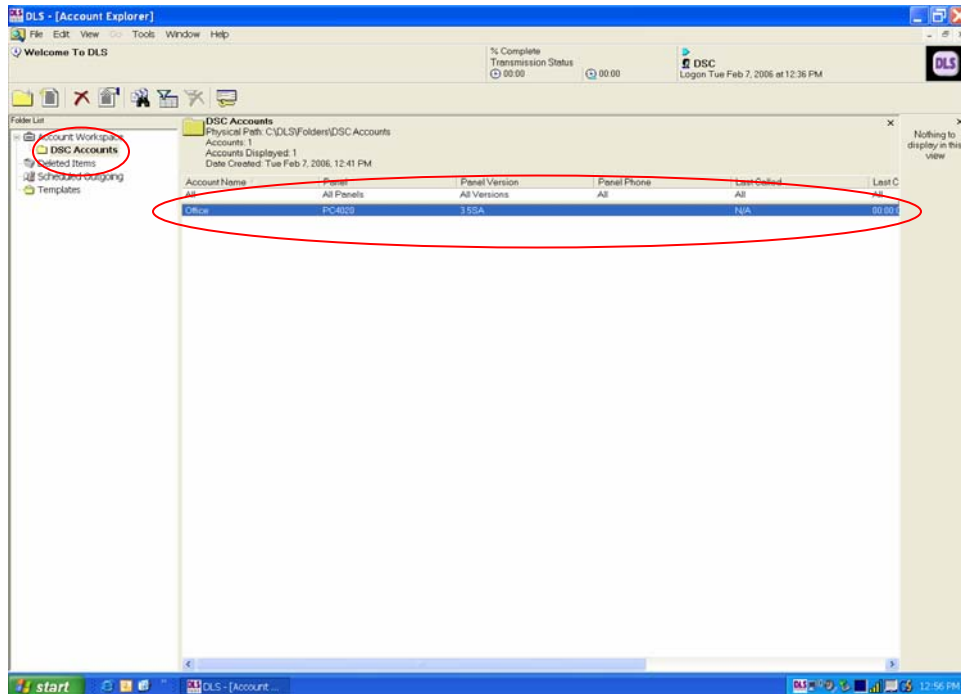 DLS - [Account Explorer]
File Edit View Go Tools Window Help
Welcome To DLS
% Complete
Transmission Status
00:00 00:00
DSC
Logon Tue Feb 7, 2006 at 12:36 PM
DLS
Folder List
Account Workspace
DSC Accounts
Deleted Items
Scheduled Outgoing
Templates
DSC Accounts
Physical Path: C:\DLS\Folders\DSC Accounts
Accounts: 1
Accounts Displayed: 1
Date Created: Tue Feb 7, 2006, 12:41 PM
Nothing to
display in this
view
Account Name Panel Panel Version Panel Phone Last Called Last C
All All Panels All Versions All All All
Office PC4020 3.5SA N/A 00:00:0
start
DLS - [Account ...
DLS
12:56 PM